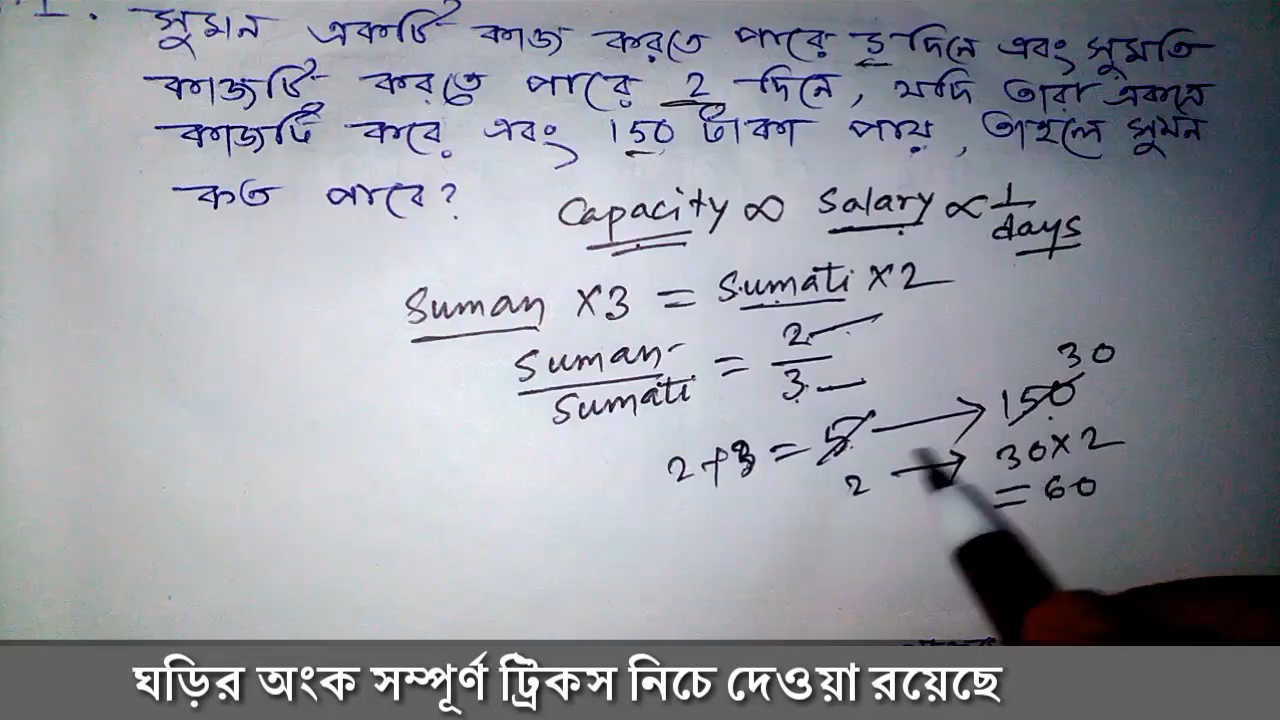 1. সুমন একটি কাজ করতে পারে 3 দিনে এবং সুমতি
কাজটি করতে পারে 2 দিনে, যদি তারা একত্রে
কাজটি করে এবং 150 টাকা পায়, তাহলে সুমন
কত পাবে?
Capacity ∝ Salary ∝ 1/days
Suman × 3 = Sumati × 2
Suman/Sumati = 2/3
2+3 = 5 → 150 30
2 → 30×2
= 60
ঘড়ির অংক সম্পূর্ণ ট্রিকস নিচে দেওয়া রয়েছে